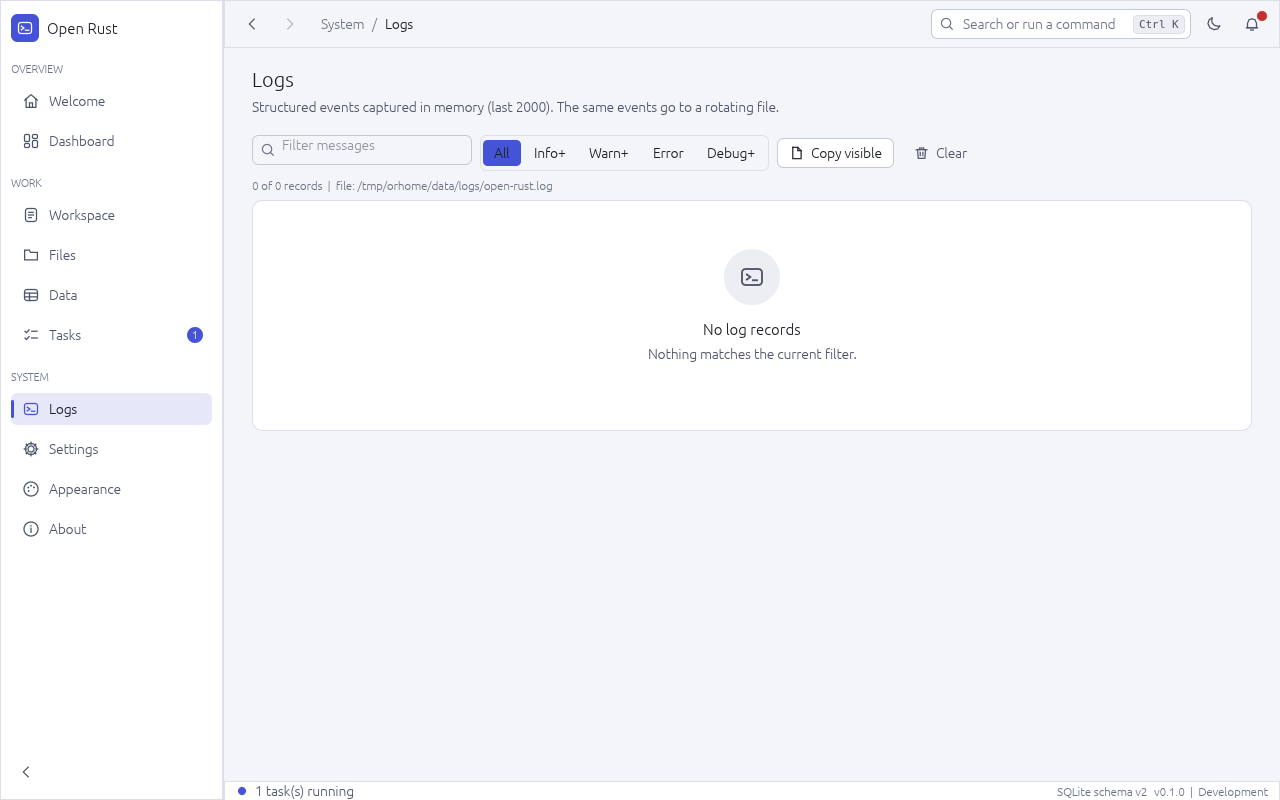 Open Rust
OVERVIEW
Welcome
Dashboard
WORK
Workspace
Files
Data
Tasks 1
SYSTEM
Logs
Settings
Appearance
About
System / Logs
Search or run a command Ctrl K
Logs
Structured events captured in memory (last 2000). The same events go to a rotating file.
Filter messages All Info+ Warn+ Error Debug+ Copy visible Clear
0 of 0 records | file: /tmp/orhome/data/logs/open-rust.log
No log records
Nothing matches the current filter.
1 task(s) running
SQLite schema v2 v0.1.0 | Development